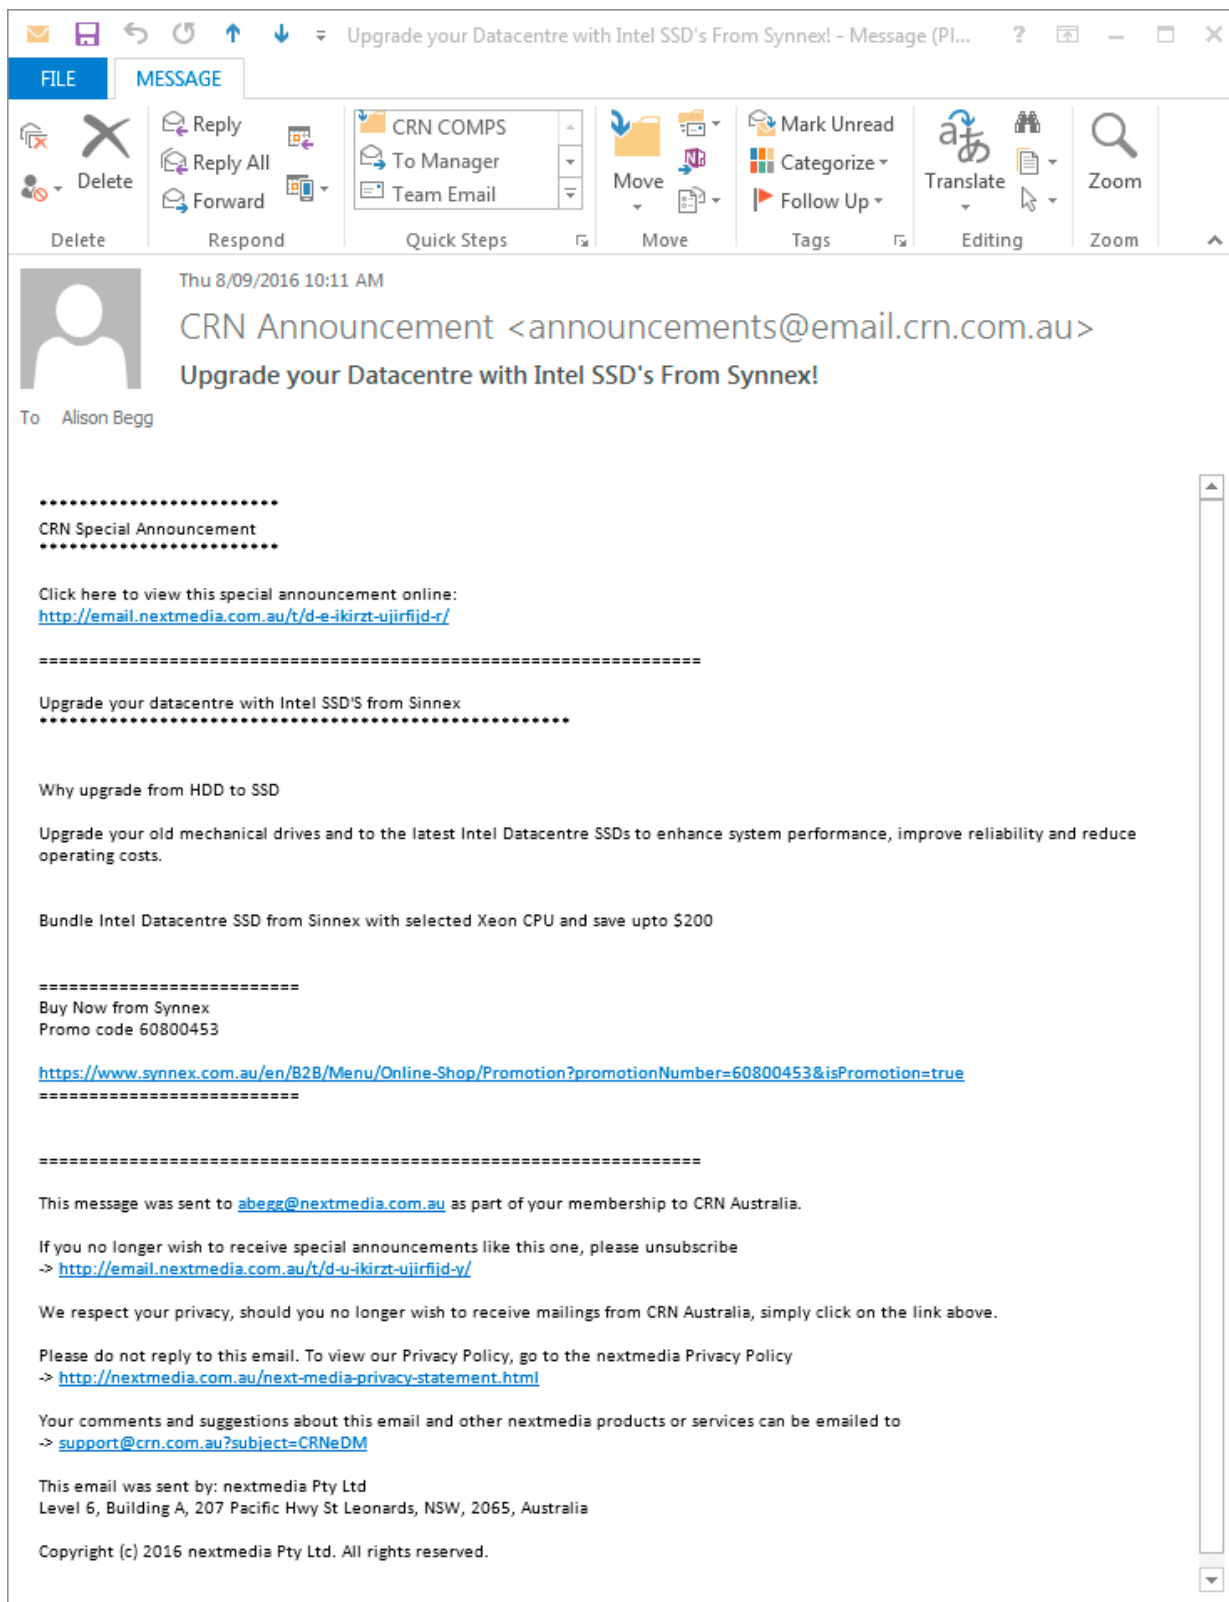 Upgrade your Datacentre with Intel SSD's From Synnex! - Message (Pl...
?
FILE
MESSAGE
Delete
Reply
Reply All
Forward
CRN COMPS
To Manager
Team Email
Move
Mark Unread
Categorize
Follow Up
Translate
Zoom
Delete
Respond
Quick Steps
Move
Tags
Editing
Zoom
Thu 8/09/2016 10:11 AM
CRN Announcement <announcements@email.crn.com.au>
Upgrade your Datacentre with Intel SSD's From Synnex!
To Alison Begg
************************
CRN Special Announcement
************************
Click here to view this special announcement online:
http://email.nextmedia.com.au/t/d-e-ikirzt-ujirfijd-r/
==================================================================
Upgrade your datacentre with Intel SSD'S from Sinnex
*****************************************************
Why upgrade from HDD to SSD
Upgrade your old mechanical drives and to the latest Intel Datacentre SSDs to enhance system performance, improve reliability and reduce
operating costs.
Bundle Intel Datacentre SSD from Sinnex with selected Xeon CPU and save upto $200
==========================
Buy Now from Synnex
Promo code 60800453
https://www.synnex.com.au/en/B2B/Menu/Online-Shop/Promotion?promotionNumber=60800453&isPromotion=true
==========================
==================================================================
This message was sent to abegg@nextmedia.com.au as part of your membership to CRN Australia.
If you no longer wish to receive special announcements like this one, please unsubscribe
-> http://email.nextmedia.com.au/t/d-u-ikirzt-ujirfijd-y/
We respect your privacy, should you no longer wish to receive mailings from CRN Australia, simply click on the link above.
Please do not reply to this email. To view our Privacy Policy, go to the nextmedia Privacy Policy
-> http://nextmedia.com.au/next-media-privacy-statement.html
Your comments and suggestions about this email and other nextmedia products or services can be emailed to
-> support@crn.com.au?subject=CRNeDM
This email was sent by: nextmedia Pty Ltd
Level 6, Building A, 207 Pacific Hwy St Leonards, NSW, 2065, Australia
Copyright (c) 2016 nextmedia Pty Ltd. All rights reserved.